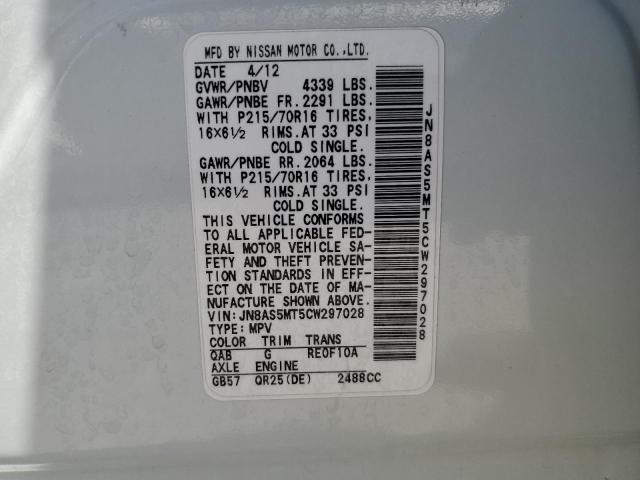 MFD BY NISSAN MOTOR CO.,LTD.
DATE 4/12
GVWR/PNBV 4339 LBS.
GAWR/PNBE FR.2291 LBS.
WITH P215/70R16 TIRES,
16X6½ RIMS.AT 33 PSI
COLD SINGLE.
GAWR/PNBE RR.2064 LBS.
WITH P215/70R16 TIRES,
16X6½ RIMS.AT 33 PSI
COLD SINGLE.
THIS VEHICLE CONFORMS
TO ALL APPLICABLE FED-
ERAL MOTOR VEHICLE SA-
FETY AND THEFT PREVEN-
TION STANDARDS IN EFF-
ECT ON THE DATE OF MA-
NUFACTURE SHOWN ABOVE.
VIN:JN8AS5MT5CW297028
TYPE:MPV
COLOR TRIM TRANS
QAB G RE0F10A
AXLE ENGINE
GB57 QR25(DE) 2488CC
JN8AS5MT5CW297028